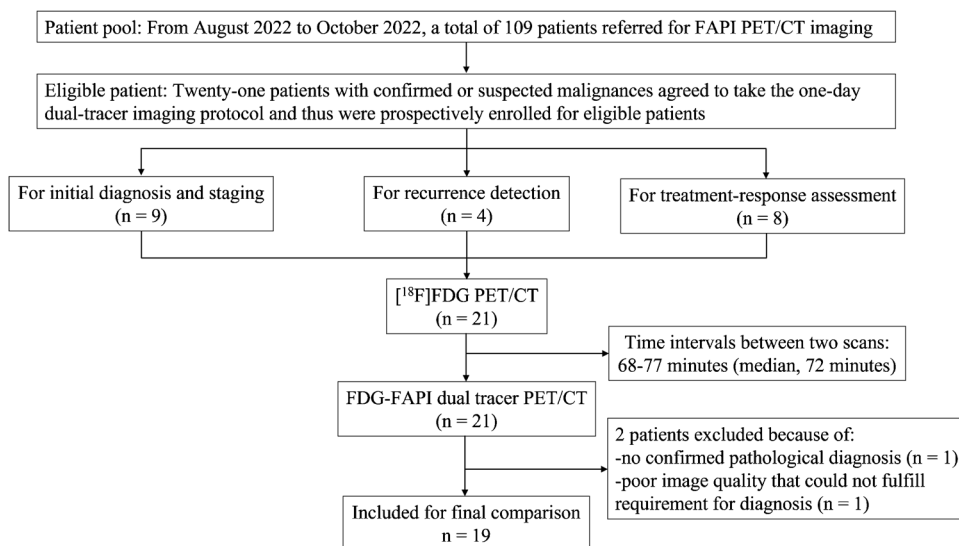 Patient pool: From August 2022 to October 2022, a total of 109 patients referred for FAPI PET/CT imaging
Eligible patient: Twenty-one patients with confirmed or suspected malignances agreed to take the one-day
dual-tracer imaging protocol and thus were prospectively enrolled for eligible patients
For initial diagnosis and staging
(n = 9)
For recurrence detection
(n = 4)
For treatment-response assessment
(n = 8)
[¹⁸F]FDG PET/CT
(n = 21)
Time intervals between two scans:
68-77 minutes (median, 72 minutes)
FDG-FAPI dual tracer PET/CT
(n = 21)
2 patients excluded because of:
-no confirmed pathological diagnosis (n = 1)
-poor image quality that could not fulfill
requirement for diagnosis (n = 1)
Included for final comparison
n = 19